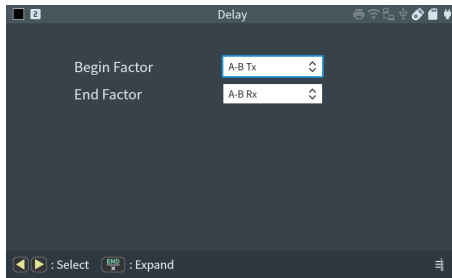 2 Delay
Begin Factor A-B Tx
End Factor A-B Rx
: Select END × : Expand